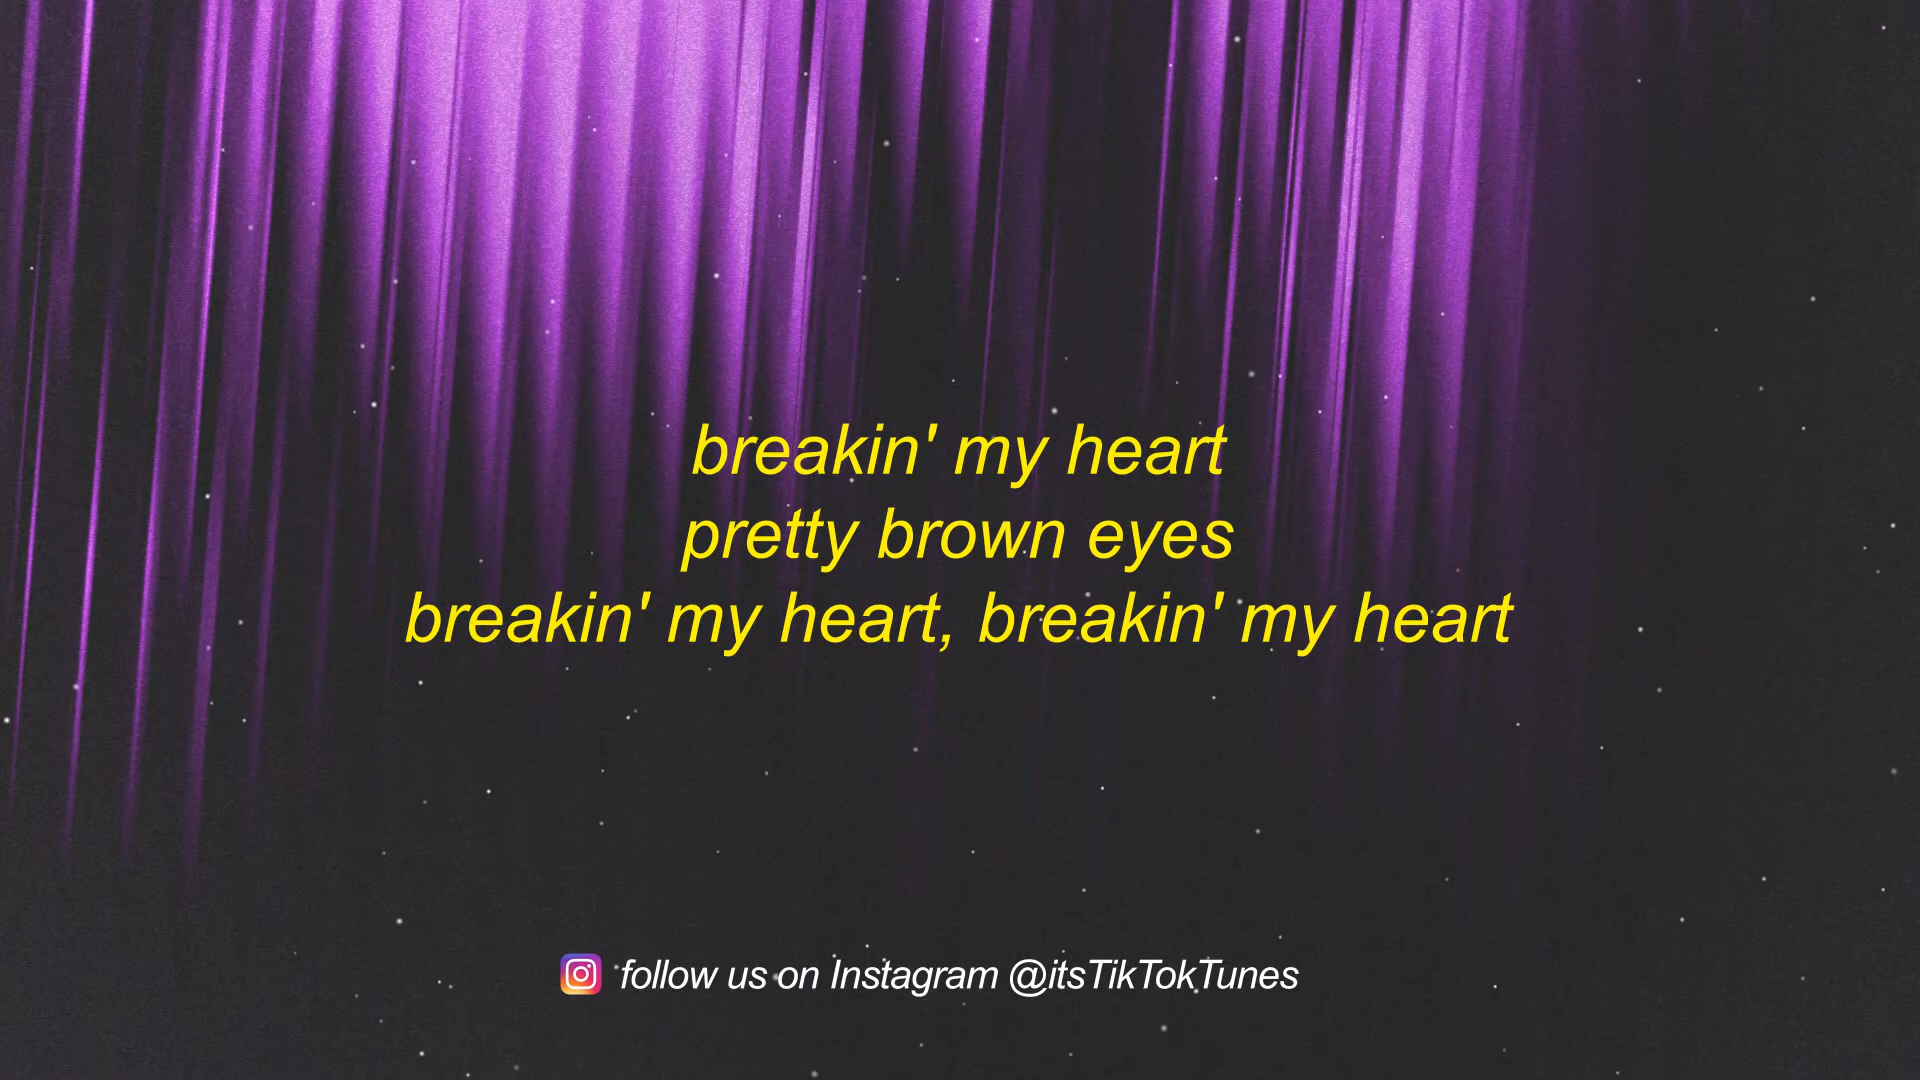 breakin' my heart
pretty brown eyes
breakin' my heart, breakin' my heart
follow us on Instagram @itsTikTokTunes